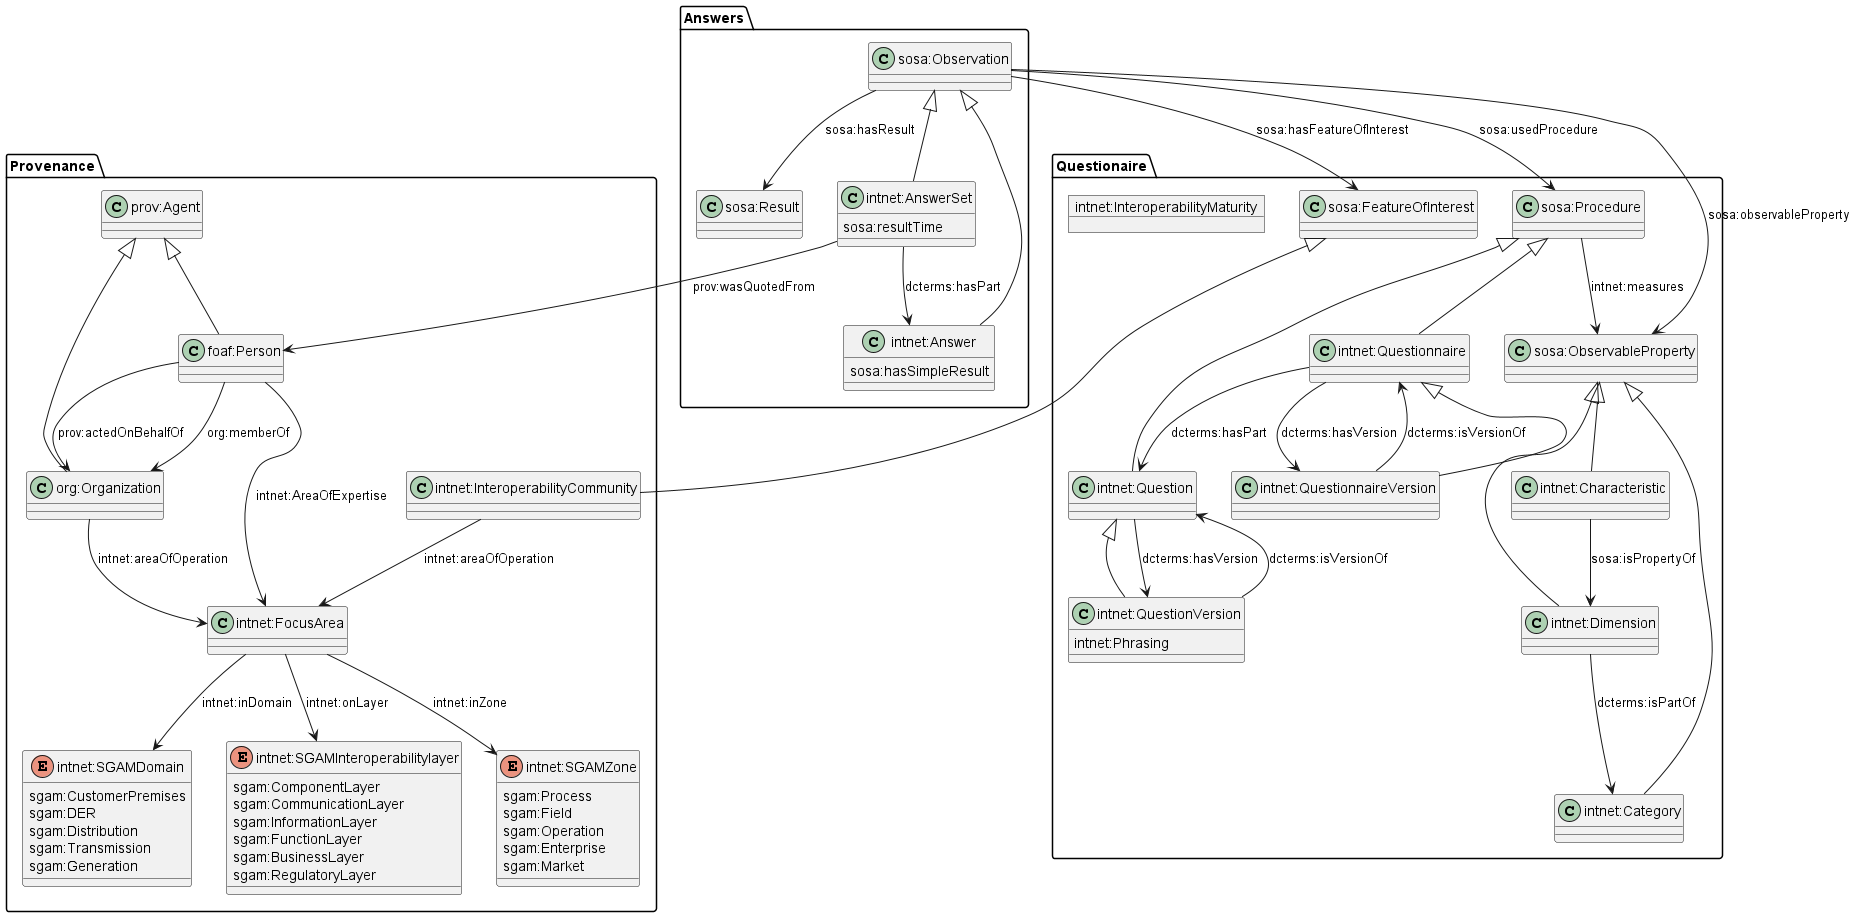 Answers
C sosa:Observation
sosa:hasResult
sosa:hasFeatureOfInterest
sosa:usedProcedure
sosa:observableProperty
C sosa:Result
C intnet:AnswerSet
sosa:resultTime
prov:wasQuotedFrom
dcterms:hasPart
C intnet:Answer
sosa:hasSimpleResult
Provenance
C prov:Agent
C foaf:Person
prov:actedOnBehalfOf
org:memberOf
C org:Organization
intnet:AreaOfExpertise
C intnet:InteroperabilityCommunity
intnet:areaOfOperation
intnet:areaOfOperation
C intnet:FocusArea
intnet:inDomain
intnet:onLayer
intnet:inZone
E intnet:SGAMDomain
sgam:CustomerPremises
sgam:DER
sgam:Distribution
sgam:Transmission
sgam:Generation
E intnet:SGAMInteroperabilitylayer
sgam:ComponentLayer
sgam:CommunicationLayer
sgam:InformationLayer
sgam:FunctionLayer
sgam:BusinessLayer
sgam:RegulatoryLayer
E intnet:SGAMZone
sgam:Process
sgam:Field
sgam:Operation
sgam:Enterprise
sgam:Market
Questionaire
intnet:InteroperabilityMaturity
C sosa:FeatureOfInterest
C sosa:Procedure
intnet:measures
C intnet:Questionnaire
C sosa:ObservableProperty
dcterms:hasPart
dcterms:hasVersion
dcterms:isVersionOf
C intnet:Question
C intnet:QuestionnaireVersion
C intnet:Characteristic
dcterms:hasVersion
dcterms:isVersionOf
sosa:isPropertyOf
C intnet:QuestionVersion
intnet:Phrasing
C intnet:Dimension
dcterms:isPartOf
C intnet:Category